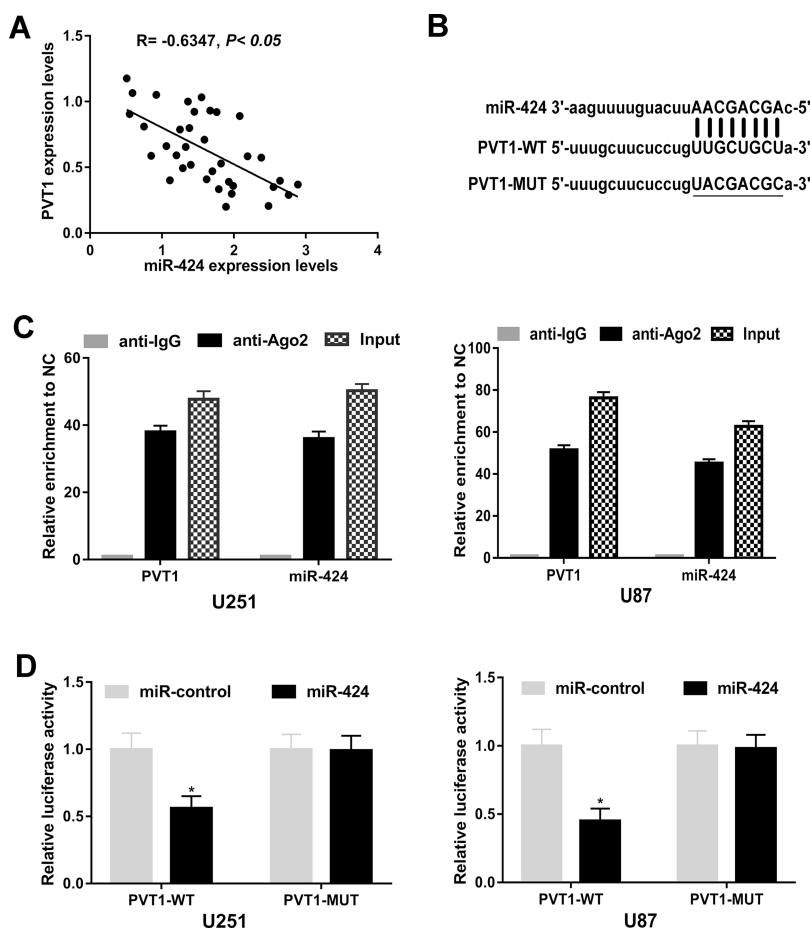 A
R= -0.6347, P< 0.05
PVT1 expression levels
1.5
1.0
0.5
0.0
0 1 2 3 4
miR-424 expression levels
B
miR-424 3'-aaguuuuguacuuAACGACGAc-5'
PVT1-WT 5'-uuugcuucuccugUUGCUGCUa-3'
PVT1-MUT 5'-uuugcuucuccugUACGACGCa-3'
C
anti-IgG anti-Ago2 Input
Relative enrichment to NC
60
40
20
0
PVT1 miR-424
U251
anti-IgG anti-Ago2 Input
Relative enrichment to NC
100
80
60
40
20
0
PVT1 miR-424
U87
D
miR-control miR-424
Relative luciferase activity
1.5
1.0
0.5
0.0
*
PVT1-WT PVT1-MUT
U251
miR-control miR-424
Relative luciferase activity
1.5
1.0
0.5
0.0
*
PVT1-WT PVT1-MUT
U87